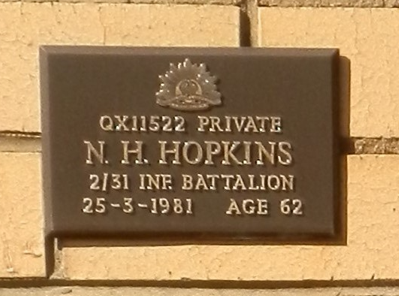 QX11522 PRIVATE
N. H. HOPKINS
2/31 INF. BATTALION
25-3-1981 AGE 62